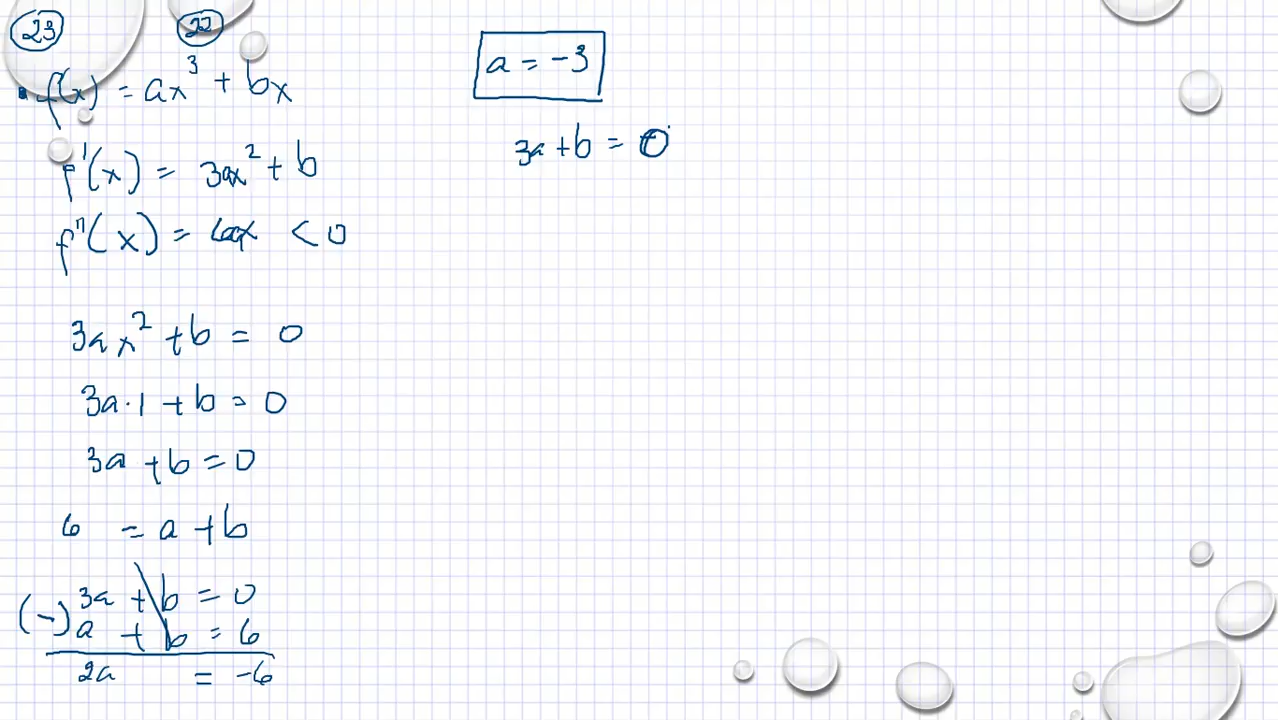 23 22
f(x) = ax³ + bx
f'(x) = 3ax² + b
f"(x) = 6ax < 0
3ax² + b = 0
3a·1 + b = 0
3a + b = 0
6 = a + b
3a + b = 0
(-) a + b = 6
2a = -6
a = -3
3a + b = 0